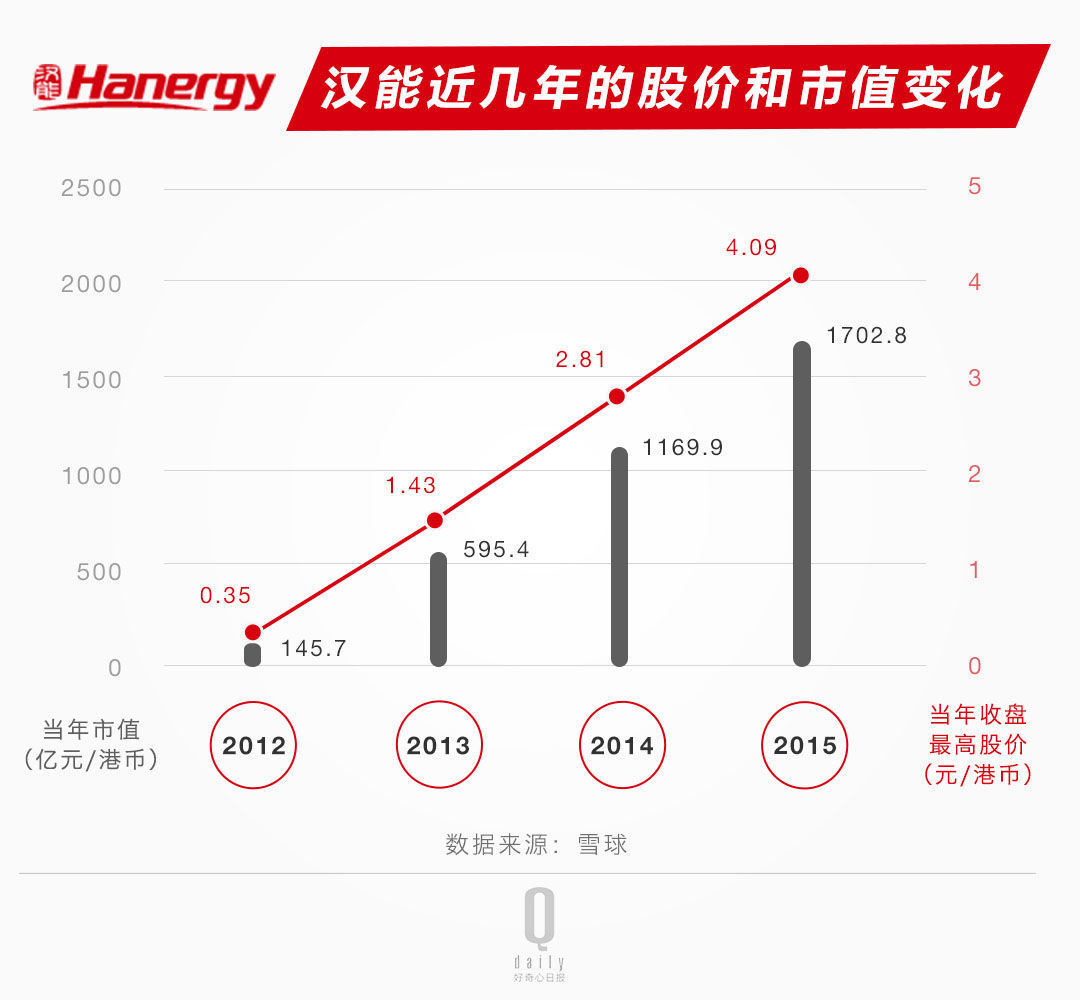 汉能 Hanergy
汉能近几年的股价和市值变化
2500
5
4.09
2000
4
1702.8
2.81
1500
3
1169.9
1.43
1000
2
595.4
500
1
0.35
145.7
0
0
当年市值
（亿元/港币）
2012
2013
2014
2015
当年收盘
最高股价
（元/港币）
数据来源：雪球
Q
daily
好奇心日报